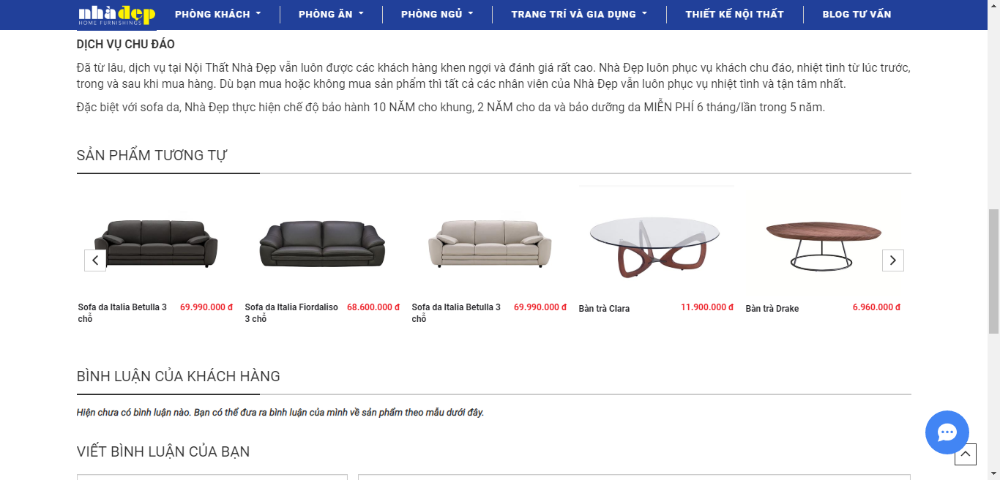 nhàđẹp
HOME FURNISHINGS
PHÒNG KHÁCH
PHÒNG ĂN
PHÒNG NGỦ
TRANG TRÍ VÀ GIA DỤNG
THIẾT KẾ NỘI THẤT
BLOG TƯ VẤN
DỊCH VỤ CHU ĐÁO
Đã từ lâu, dịch vụ tại Nội Thất Nhà Đẹp vẫn luôn được các khách hàng khen ngợi và đánh giá rất cao. Nhà Đẹp luôn phục vụ khách chu đáo, nhiệt tình từ lúc trước,
trong và sau khi mua hàng. Dù bạn mua hoặc không mua sản phẩm thì tất cả các nhân viên của Nhà Đẹp vẫn luôn phục vụ nhiệt tình và tận tâm nhất.
Đặc biệt với sofa da, Nhà Đẹp thực hiện chế độ bảo hành 10 NĂM cho khung, 2 NĂM cho da và bảo dưỡng da MIỄN PHÍ 6 tháng/lần trong 5 năm.
SẢN PHẨM TƯƠNG TỰ
Sofa da Italia Betulla 3
chỗ
69.990.000 đ
Sofa da Italia Fiordaliso
3 chỗ
68.600.000 đ
Sofa da Italia Betulla 3
chỗ
69.990.000 đ
Bàn trà Clara
11.900.000 đ
Bàn trà Drake
6.960.000 đ
BÌNH LUẬN CỦA KHÁCH HÀNG
Hiện chưa có bình luận nào. Bạn có thể đưa ra bình luận của mình về sản phẩm theo mẫu dưới đây.
VIẾT BÌNH LUẬN CỦA BẠN